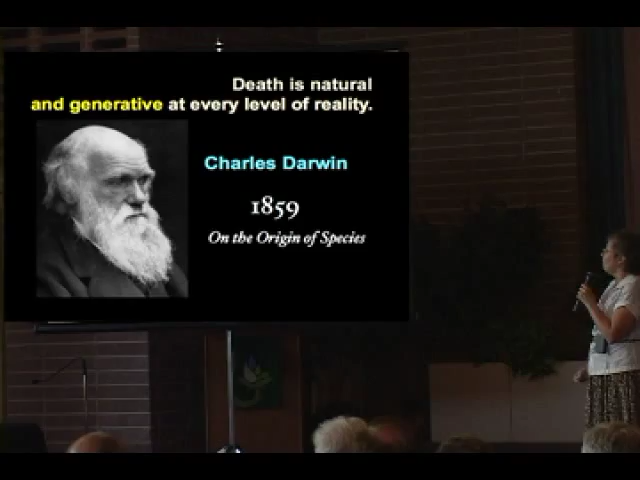 Death is natural
and generative at every level of reality.
Charles Darwin
1859
On the Origin of Species